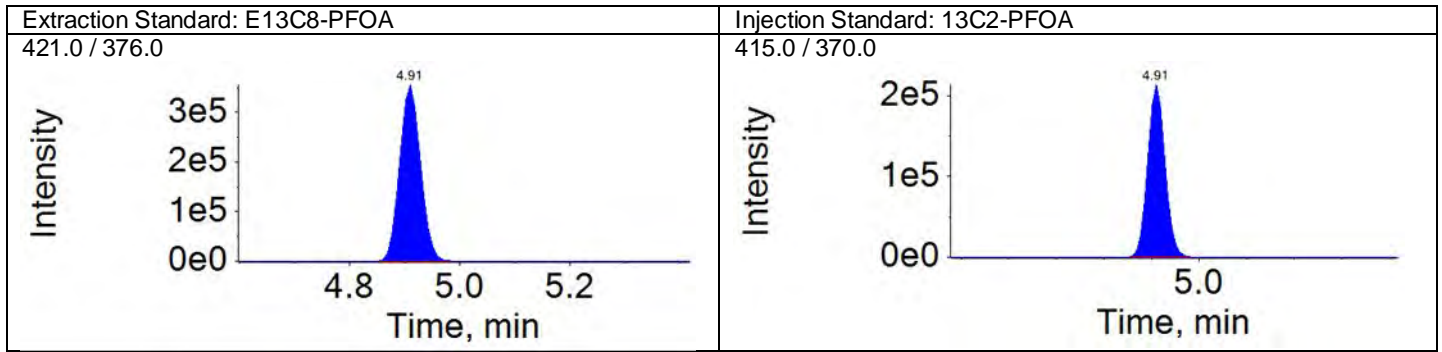 Extraction Standard: E13C8-PFOA
421.0 / 376.0
4.91
3e5
2e5
1e5
0e0
Intensity
4.8 5.0 5.2
Time, min
Injection Standard: 13C2-PFOA
415.0 / 370.0
4.91
2e5
1e5
0e0
Intensity
5.0
Time, min